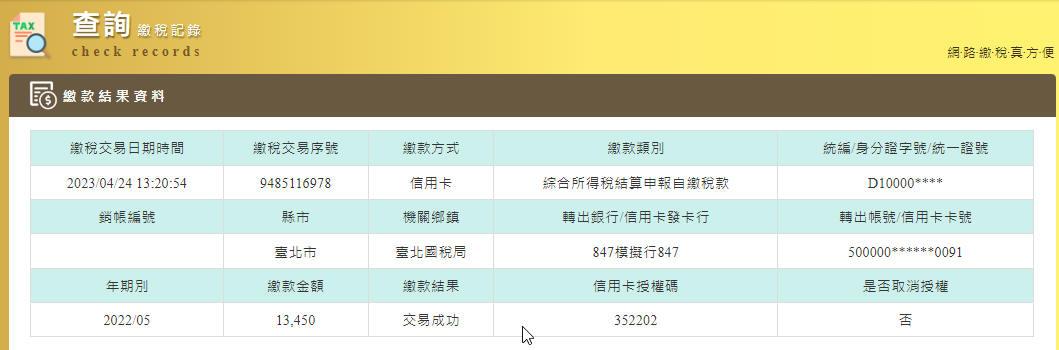 TAX
查詢 繳稅記錄
check records
網‧路‧繳‧稅‧真‧方‧便
繳款結果資料
繳稅交易日期時間 繳稅交易序號 繳款方式 繳款類別 統編/身分證字號/統一證號
2023/04/24 13:20:54 9485116978 信用卡 綜合所得稅結算申報自繳稅款 D10000****
銷帳編號 縣市 機關鄉鎮 轉出銀行/信用卡發卡行 轉出帳號/信用卡卡號
臺北市 臺北國稅局 847模擬行847 500000******0091
年期別 繳款金額 繳款結果 信用卡授權碼 是否取消授權
2022/05 13,450 交易成功 352202 否